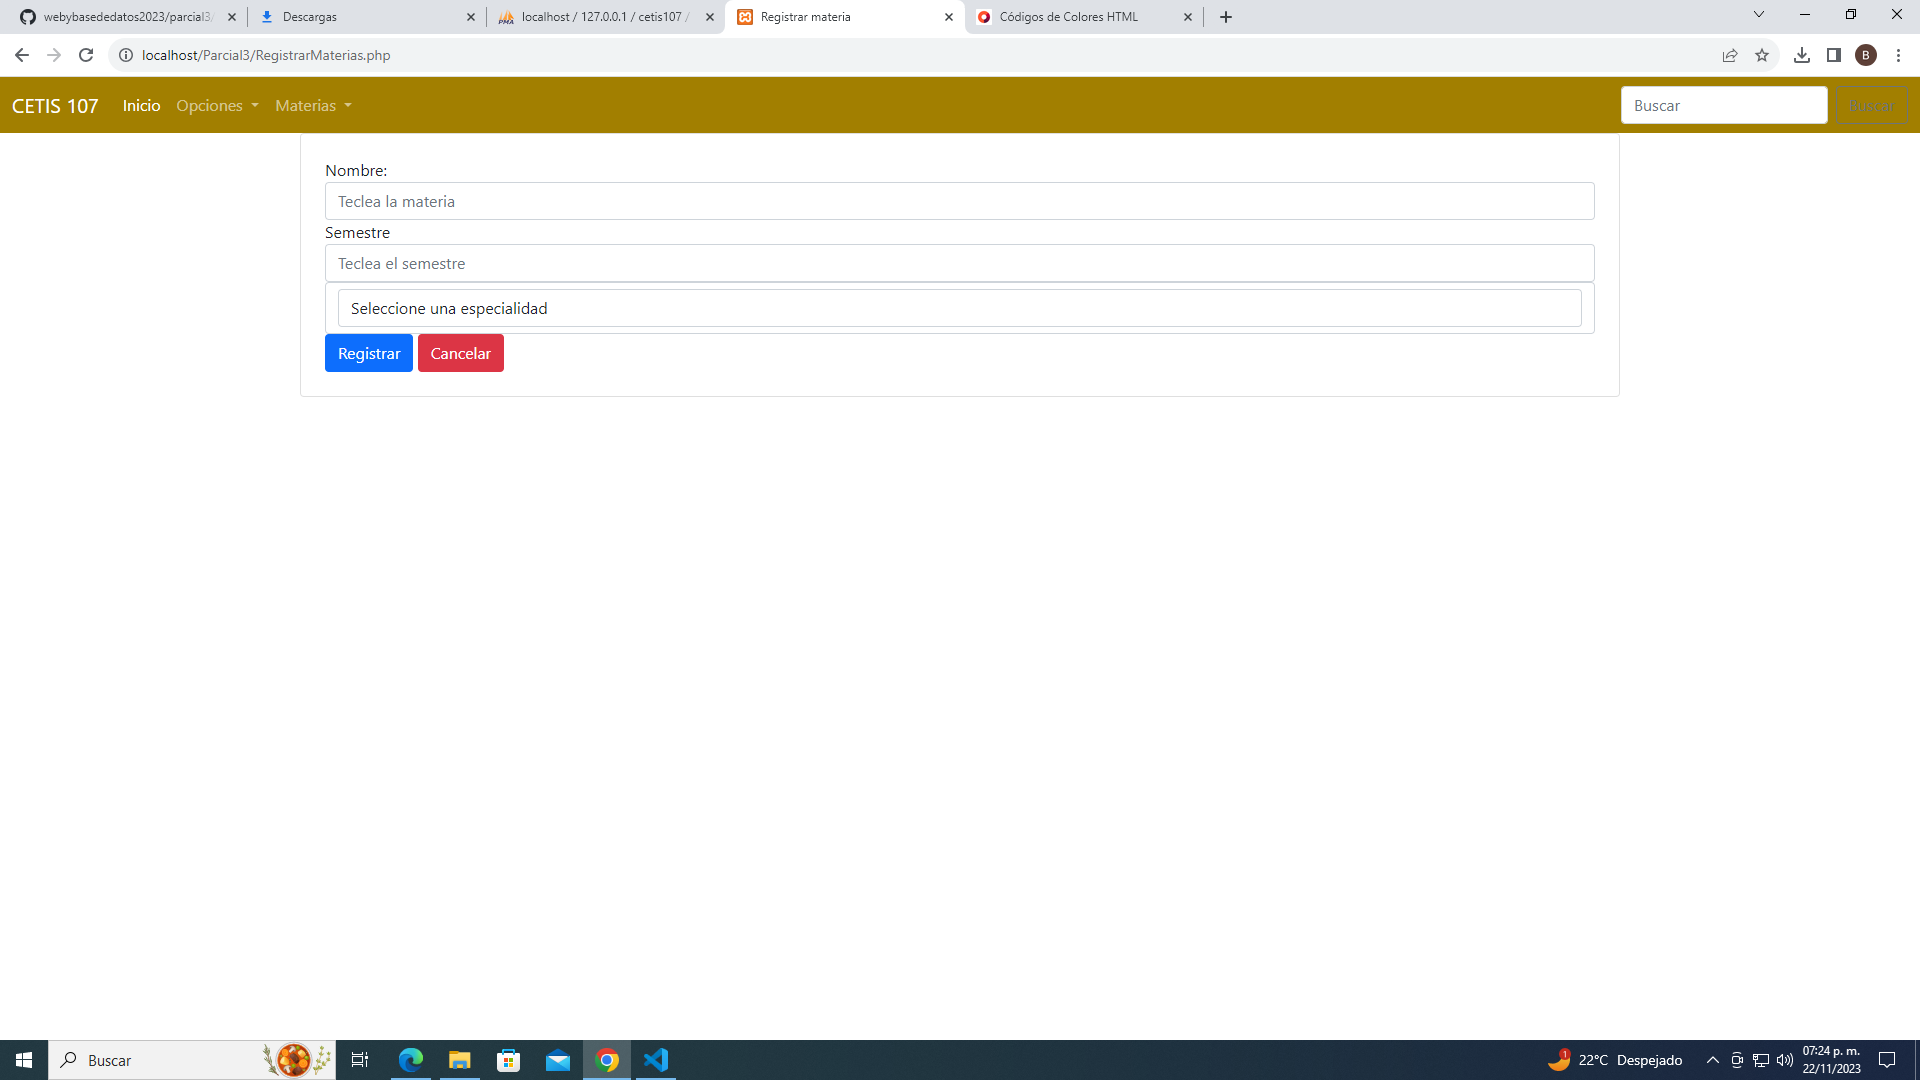 webybasededatos2023/parcial3/
Descargas
localhost / 127.0.0.1 / cetis107 /
Registrar materia
Códigos de Colores HTML
localhost/Parcial3/RegistrarMaterias.php
B
CETIS 107
Inicio
Opciones
Materias
Buscar
Buscar
Nombre:
Teclea la materia
Semestre
Teclea el semestre
Seleccione una especialidad
Registrar
Cancelar
Buscar
1
22°C Despejado
07:24 p. m.
22/11/2023